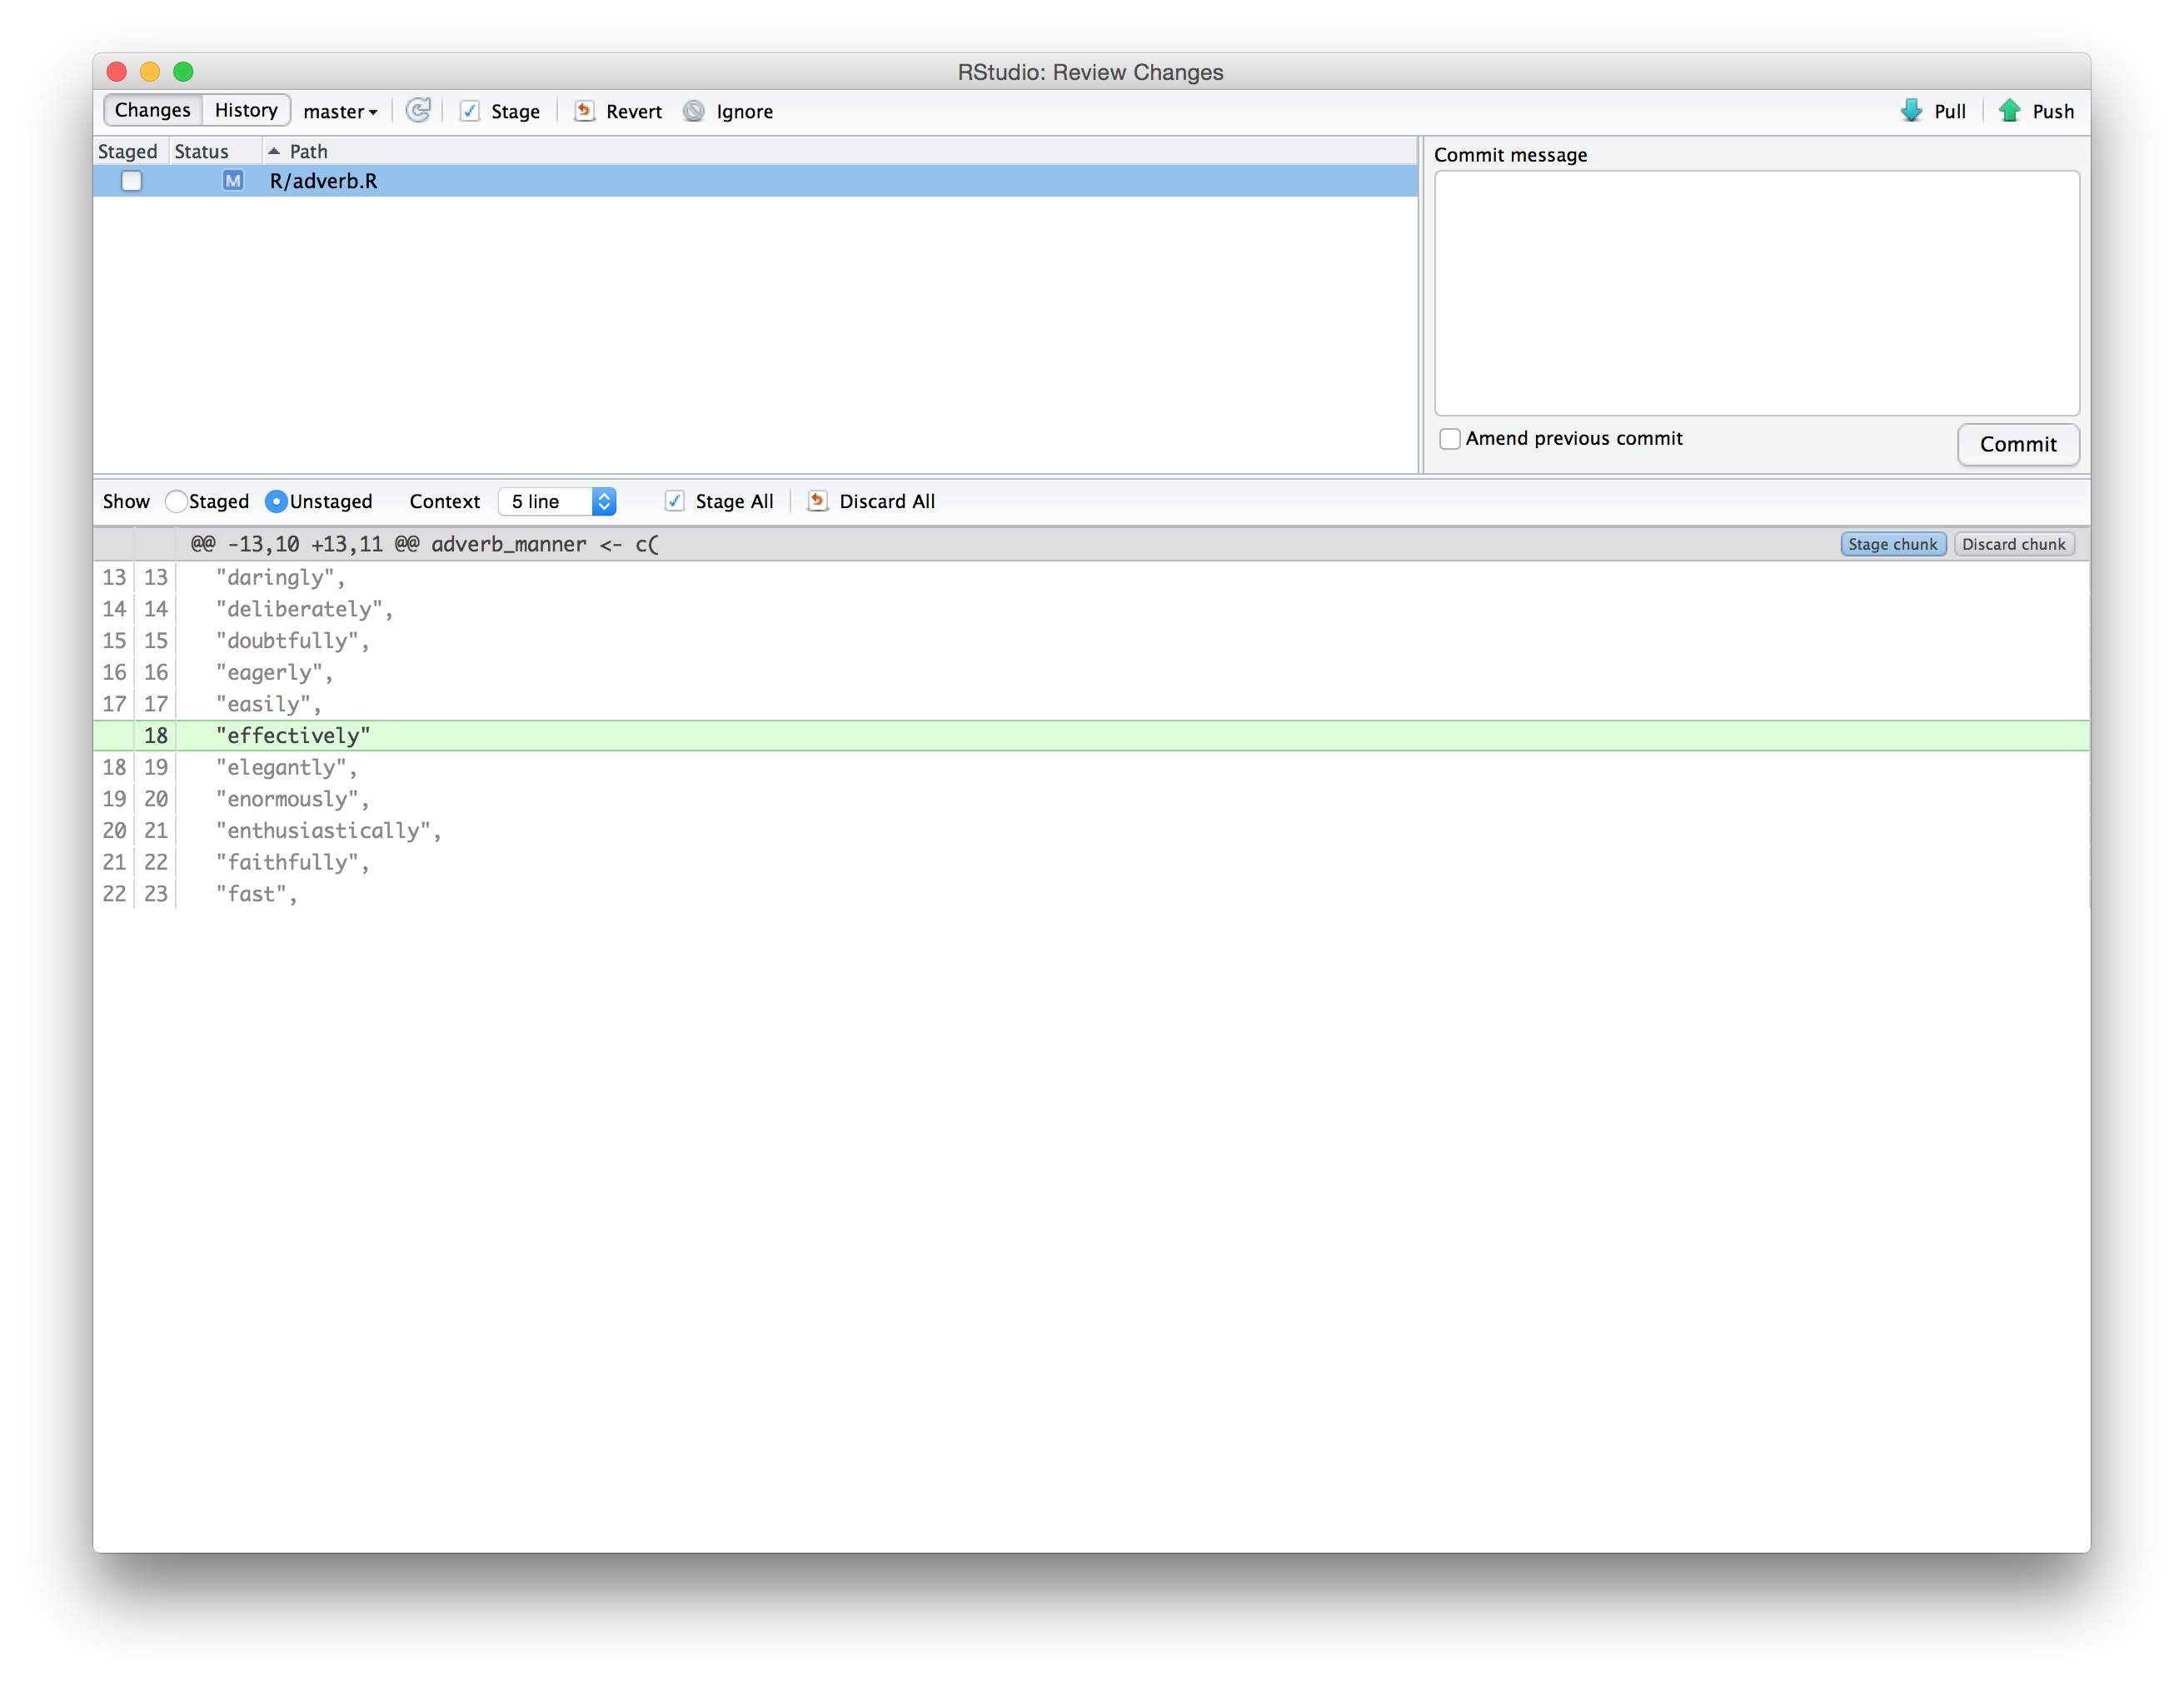 RStudio: Review Changes
Changes History master Stage Revert Ignore Pull Push
Staged Status Path
M R/adverb.R
Commit message
Amend previous commit Commit
Show Staged Unstaged Context 5 line Stage All Discard All
@@ -13,10 +13,11 @@ adverb_manner <- c( Stage chunk Discard chunk
13 13 "daringly",
14 14 "deliberately",
15 15 "doubtfully",
16 16 "eagerly",
17 17 "easily",
18 "effectively"
18 19 "elegantly",
19 20 "enormously",
20 21 "enthusiastically",
21 22 "faithfully",
22 23 "fast",